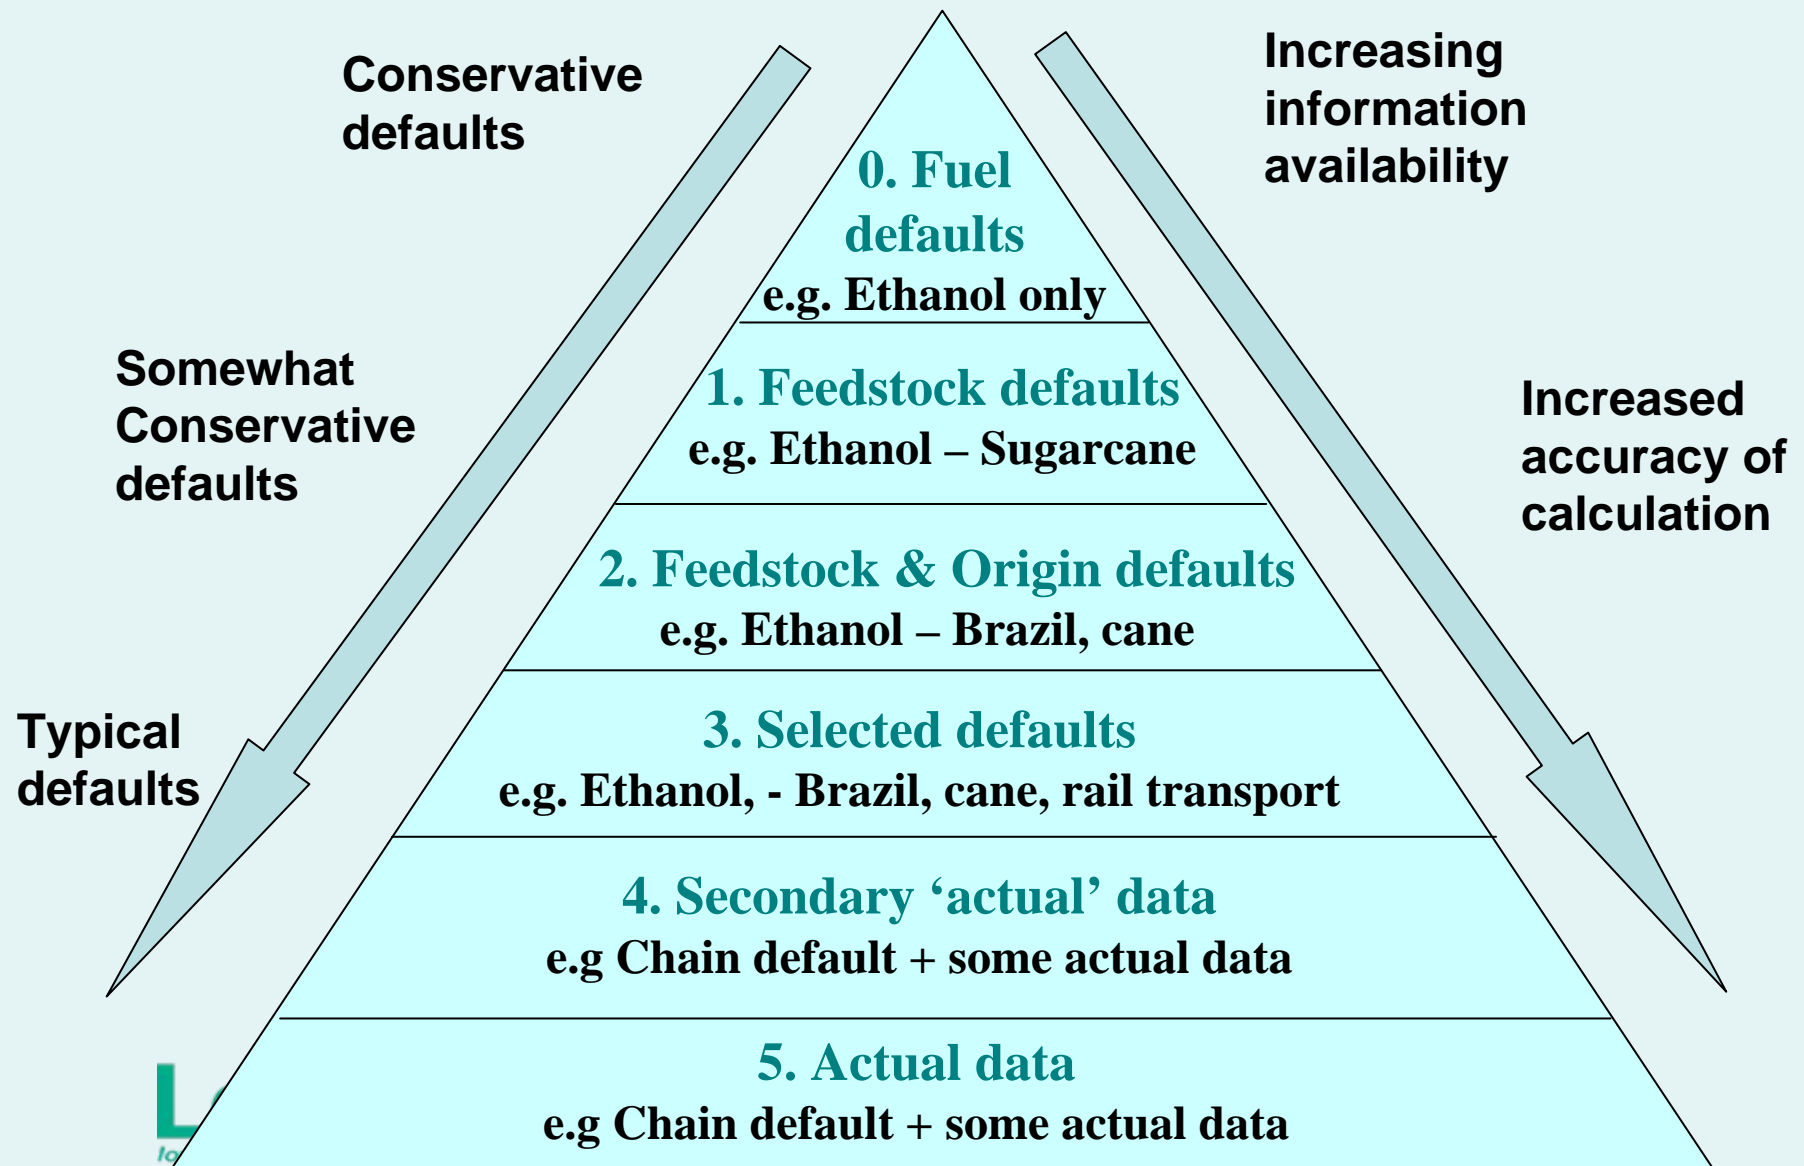 Conservative
defaults
Increasing
information
availability
0. Fuel
defaults
e.g. Ethanol only
Somewhat
Conservative
defaults
1. Feedstock defaults
e.g. Ethanol – Sugarcane
Increased
accuracy of
calculation
2. Feedstock & Origin defaults
e.g. Ethanol – Brazil, cane
Typical
defaults
3. Selected defaults
e.g. Ethanol, - Brazil, cane, rail transport
4. Secondary ‘actual’ data
e.g Chain default + some actual data
5. Actual data
e.g Chain default + some actual data